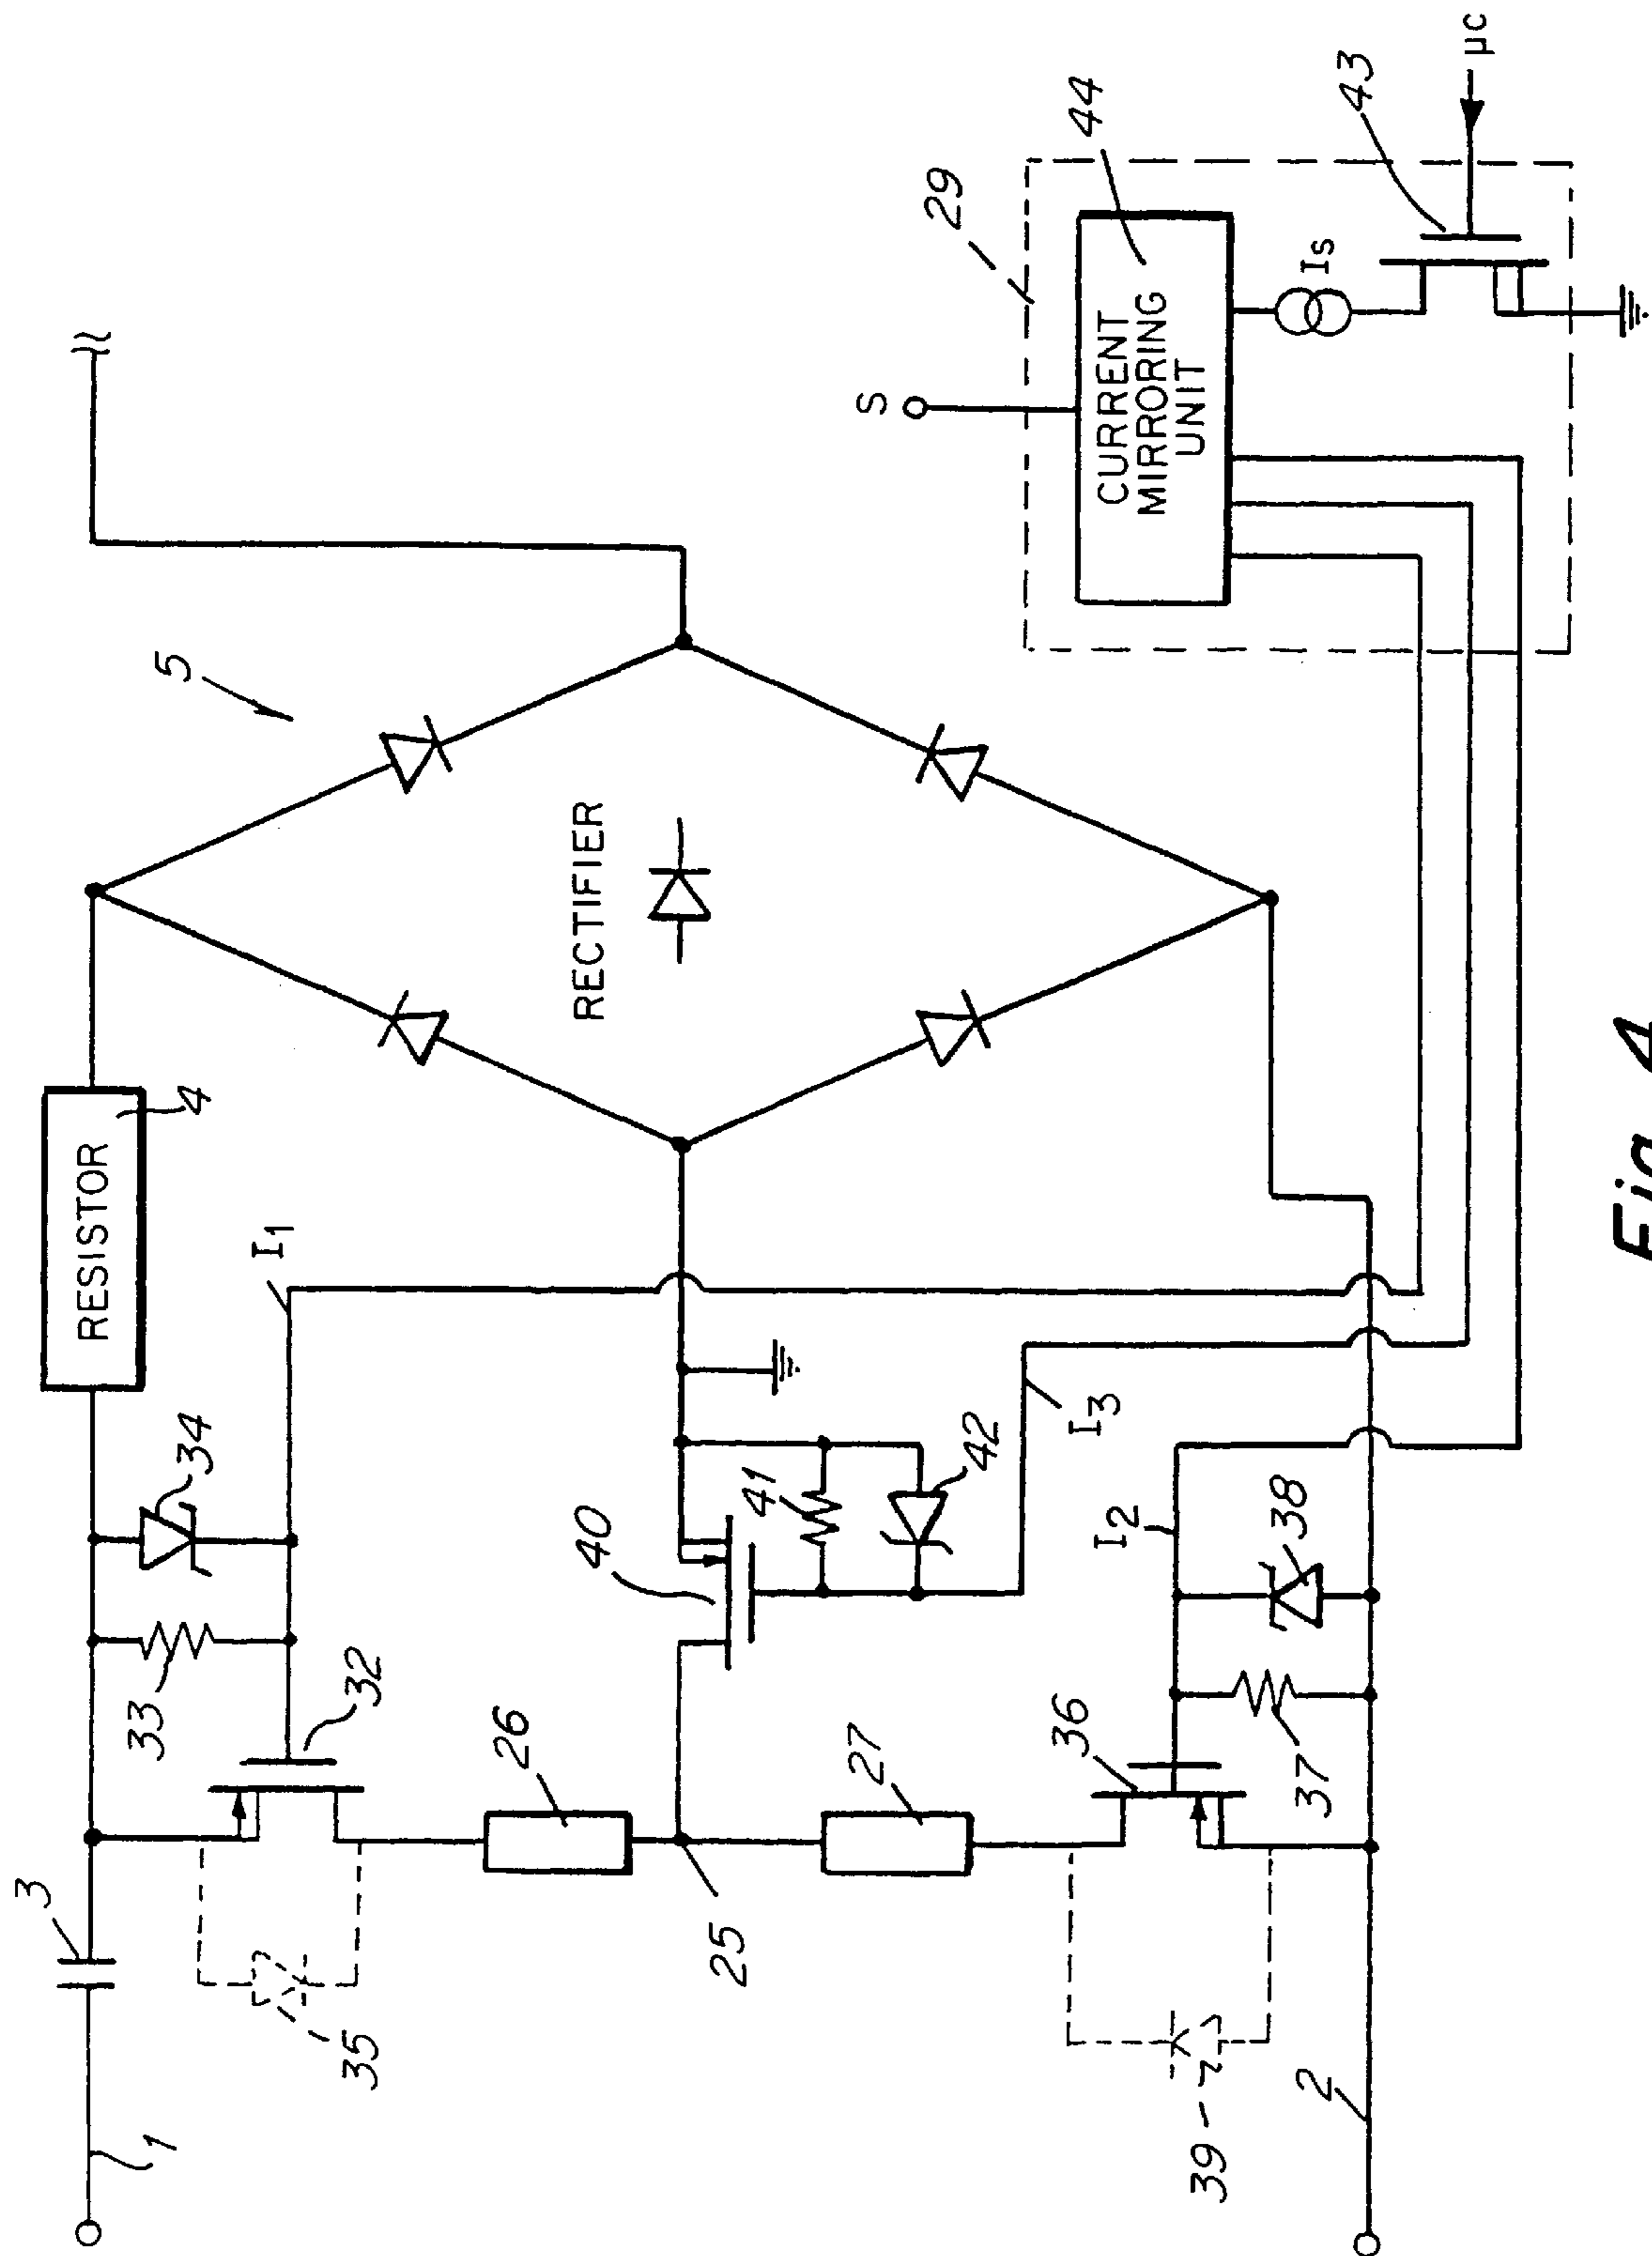 1
3
RESISTOR
4
5
33
34
I1
32
35
26
25
40
41
42
I3
RECTIFIER
27
36
I2
37
38
39
2
S
29
44
CURRENT
MIRRORING
UNIT
Is
43
µc
Fig. 4